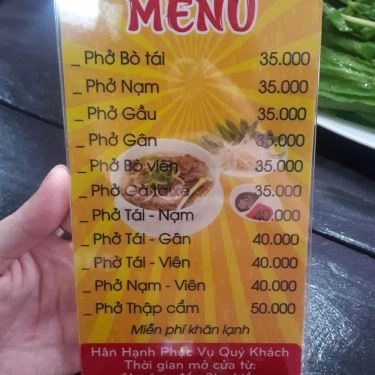 MENU
_ Phở Bò tái 35.000
_ Phở Nạm 35.000
_ Phở Gầu 35.000
_ Phở Gân 35.000
_ Phở Bò viên 35.000
_ Phở Gà ta xé 35.000
_ Phở Tái - Nạm 40.000
_ Phở Tái - Gân 40.000
_ Phở Tái - Viên 40.000
_ Phở Nạm - Viên 40.000
_ Phở Thập cẩm 50.000
Miễn phí khăn lạnh
Hân Hạnh Phục Vụ Quý Khách
Thời gian mở cửa từ: